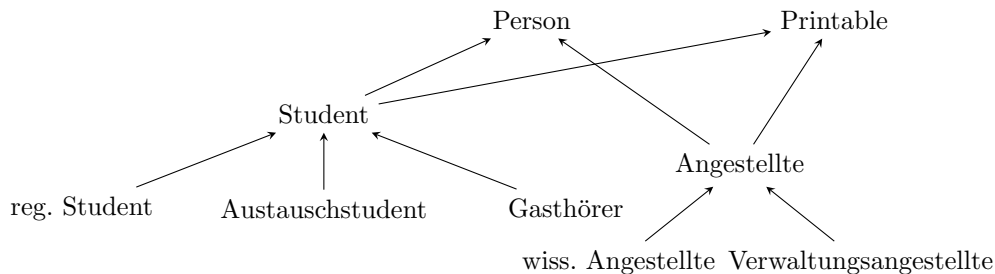 Person Printable
Student
Angestellte
reg. Student Austauschstudent Gasthörer
wiss. Angestellte Verwaltungsangestellte